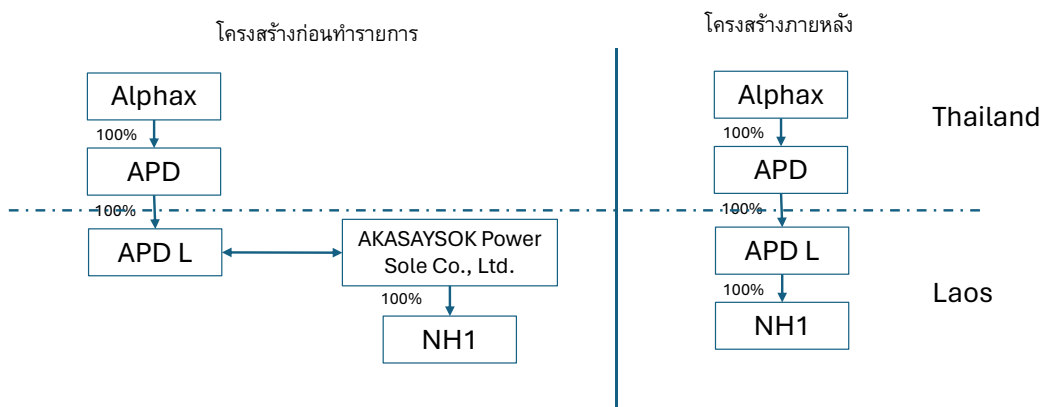 โครงสร้างก่อนทำรายการ
Alphax
100%
APD
100%
APD L
AKASAYSOK Power
Sole Co., Ltd.
100%
NH1
โครงสร้างภายหลัง
Alphax
100%
APD
100%
APD L
100%
NH1
Thailand
Laos